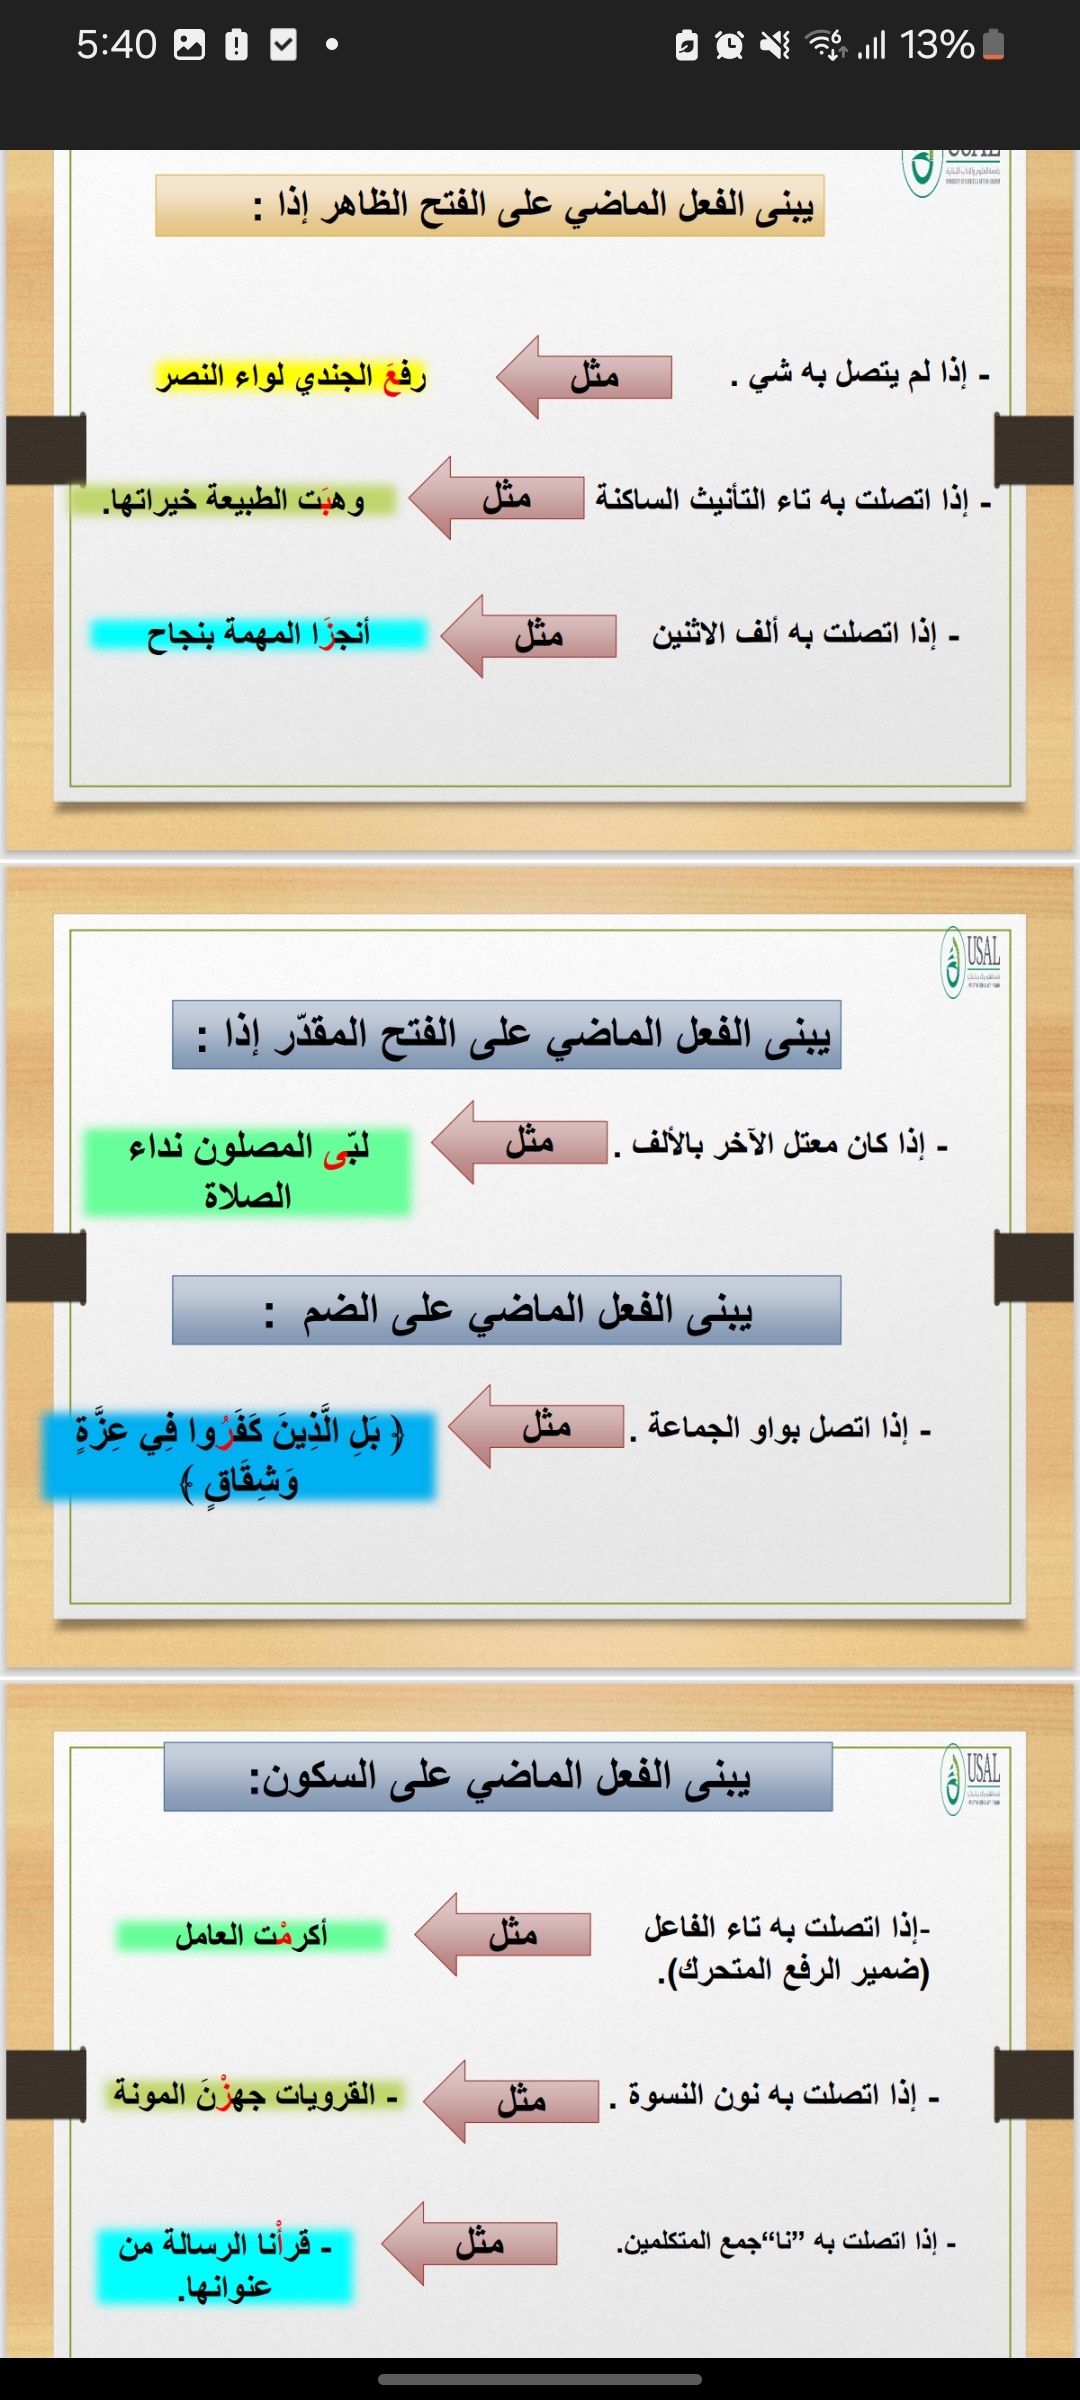 5:40
13%
يبنى الفعل الماضي على الفتح الظاهر إذا :
- إذا لم يتصل به شي .
مثل
رفعَ الجندي لواء النصر
- إذا اتصلت به تاء التأنيث الساكنة
مثل
وهبَت الطبيعة خيراتها.
- إذا اتصلت به ألف الاثنين
مثل
أنجزَا المهمة بنجاح
USAL
يبنى الفعل الماضي على الفتح المقدّر إذا :
- إذا كان معتل الآخر بالألف .
مثل
لبّى المصلون نداء
الصلاة
يبنى الفعل الماضي على الضم :
- إذا اتصل بواو الجماعة .
مثل
﴿ بَلِ الَّذِينَ كَفَرُوا فِي عِزَّةٍ
وَشِقَاقٍ ﴾
USAL
يبنى الفعل الماضي على السكون:
-إذا اتصلت به تاء الفاعل
(ضمير الرفع المتحرك).
مثل
أكرمْت العامل
- إذا اتصلت به نون النسوة .
مثل
- القرويات جهزْنَ المونة
- إذا اتصلت به ”نا“جمع المتكلمين.
مثل
- قرأْنا الرسالة من
عنوانها.